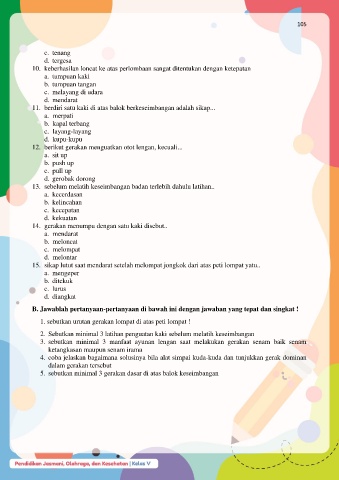 105
c. tenang
d. tergesa
10. keberhasilan loncat ke atas perlombaan sangat ditentukan dengan ketepatan
a. tumpuan kaki
b. tumpuan tangan
c. melayang di udara
d. mendarat
11. berdiri satu kaki di atas balok berkeseimbangan adalah sikap...
a. merpati
b. kapal terbang
c. layang-layang
d. kupu-kupu
12. berikut gerakan menguatkan otot lengan, kecuali...
a. sit up
b. push up
c. pull up
d. gerobak dorong
13. sebelum melatih keseimbangan badan terlebih dahulu latihan..
a. kecerdasan
b. kelincahan
c. kecepatan
d. kekuatan
14. gerakan menumpu dengan satu kaki disebut..
a. mendarat
b. meloncat
c. melompat
d. melontar
15. sikap lutut saat mendarat setelah melompat jongkok dari atas peti lompat yatu..
a. mengeper
b. ditekuk
c. lurus
d. diangkat
B. Jawablah pertanyaan-pertanyaan di bawah ini dengan jawaban yang tepat dan singkat !
1. sebutkan urutan gerakan lompat di atas peti lompat !
2. Sebutkan minimal 3 latihan penguatan kaki sebelum melatih keseimbangan
3. sebutkan minimal 3 manfaat ayunan lengan saat melakukan gerakan senam baik senam
ketangkasan maupun senam irama
4. coba jelaskan bagaimana solusinya bila alat simpai kuda-kuda dan tunjukkan gerak dominan
dalam gerakan tersebut
5. sebutkan minimal 3 gerakan dasar di atas balok keseimbangan
Pendidikan Jasmani, Olahraga, dan Kesehatan | Kelas V